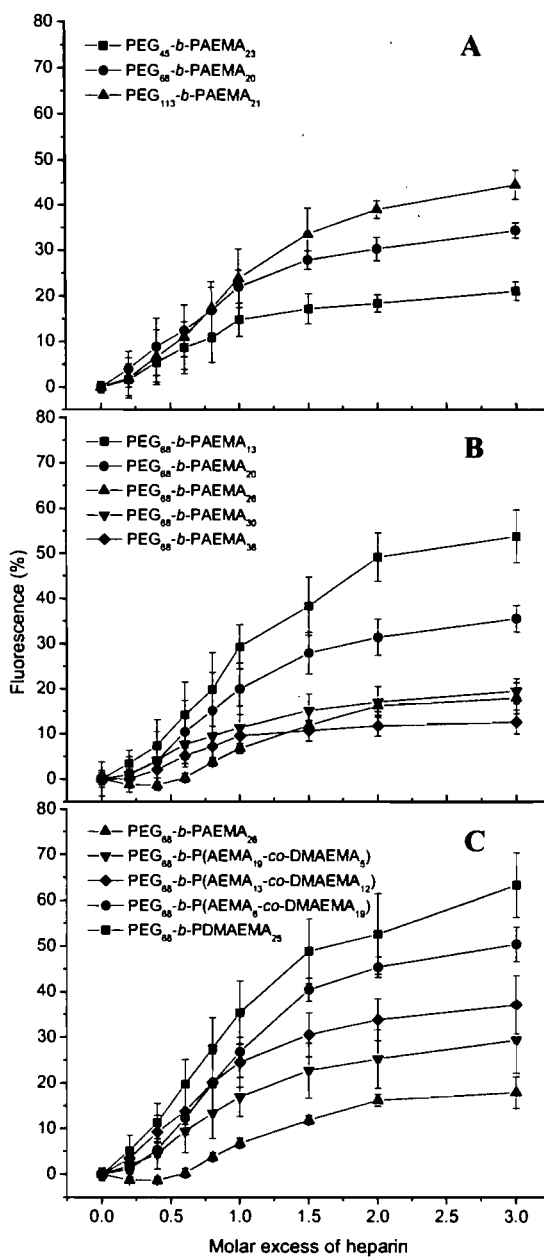 A
PEG45-b-PAEMA23
PEG68-b-PAEMA20
PEG113-b-PAEMA21
80
70
60
50
40
30
20
10
0
B
PEG68-b-PAEMA13
PEG68-b-PAEMA20
PEG68-b-PAEMA26
PEG68-b-PAEMA30
PEG68-b-PAEMA38
80
70
60
50
40
30
20
10
0
Fluorescence (%)
C
PEG68-b-PAEMA26
PEG68-b-P(AEMA19-co-DMAEMA5)
PEG68-b-P(AEMA13-co-DMAEMA12)
PEG68-b-P(AEMA6-co-DMAEMA19)
PEG68-b-PDMAEMA25
80
70
60
50
40
30
20
10
0
0.0 0.5 1.0 1.5 2.0 2.5 3.0
Molar excess of heparin